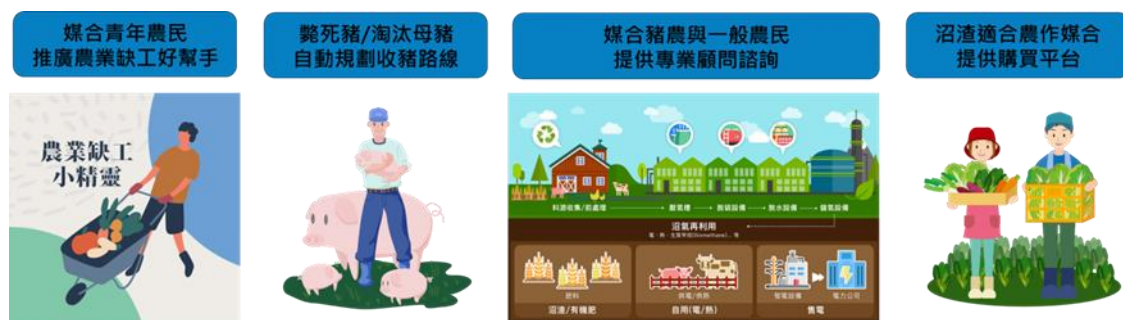 媒合青年農民
推廣農業缺工好幫手
斃死豬/淘汰母豬
自動規劃收豬路線
媒合豬農與一般農民
提供專業顧問諮詢
沼渣適合農作媒合
提供購買平台
農業缺工
小精靈
料源收集/前處理
厭氧槽
脫硫設備
脫水設備
儲氣設備
沼氣再利用
肥料
沼渣/有機肥
自用(電/熱)
發電設備
電力公司
售電